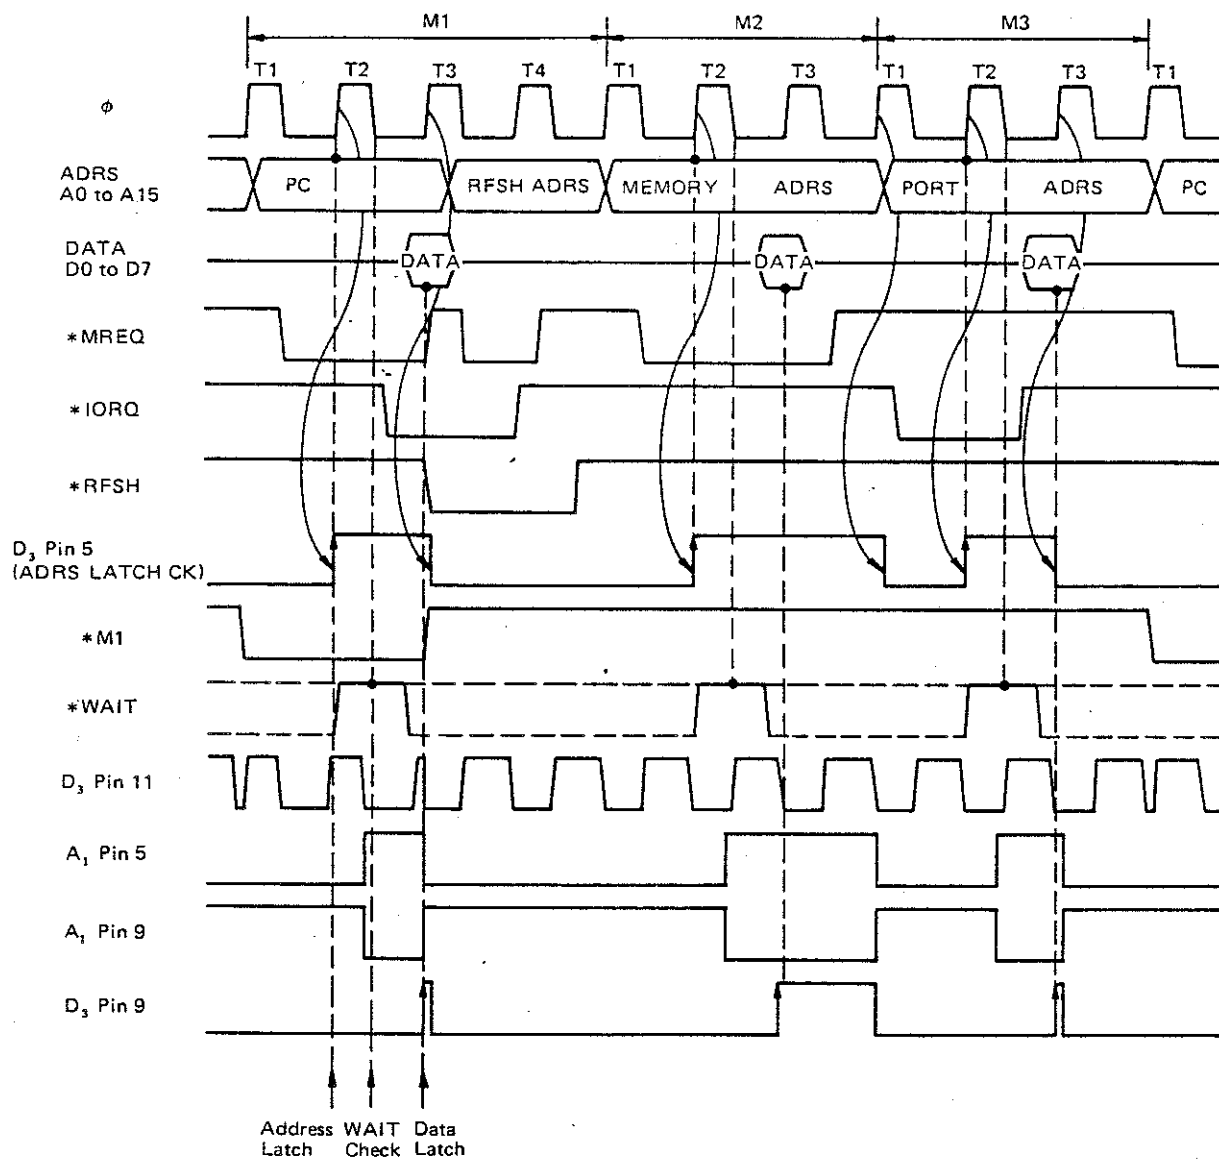 M1 M2 M3
T1 T2 T3 T4 T1 T2 T3 T1 T2 T3 T1
ϕ
ADRS
A0 to A15
PC RFSH ADRS MEMORY ADRS PORT ADRS PC
DATA
D0 to D7
DATA DATA DATA
*MREQ
*IORQ
*RFSH
D₃ Pin 5
(ADRS LATCH CK)
*M1
*WAIT
D₃ Pin 11
A₁ Pin 5
A₁ Pin 9
D₃ Pin 9
Address WAIT Data
Latch Check Latch